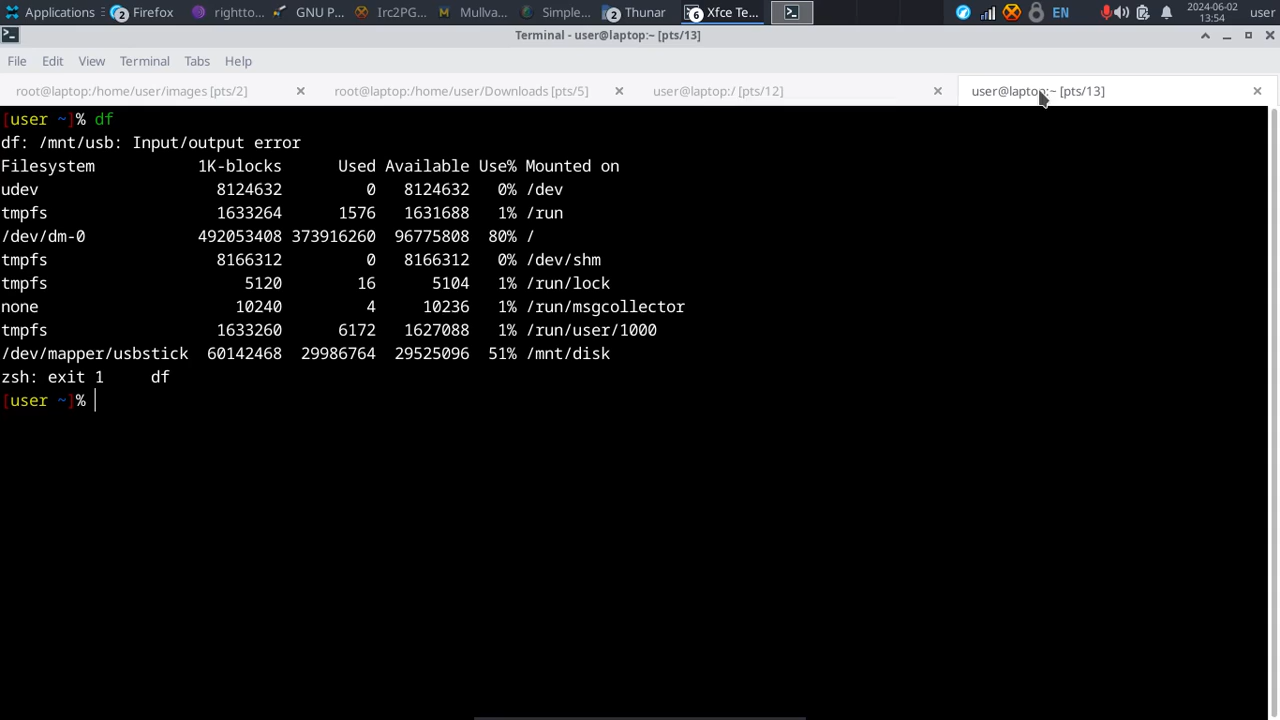 Applications
2 Firefox
rightto...
GNU P...
Irc2PG...
Mullva...
Simple...
2 Thunar
6 Xfce Te...
EN
2024-06-02
13:54
user
Terminal - user@laptop:~ [pts/13]
File Edit View Terminal Tabs Help
root@laptop:/home/user/images [pts/2]
root@laptop:/home/user/Downloads [pts/5]
user@laptop:/ [pts/12]
user@laptop:~ [pts/13]
[user ~]% df
df: /mnt/usb: Input/output error
Filesystem 1K-blocks Used Available Use% Mounted on
udev 8124632 0 8124632 0% /dev
tmpfs 1633264 1576 1631688 1% /run
/dev/dm-0 492053408 373916260 96775808 80% /
tmpfs 8166312 0 8166312 0% /dev/shm
tmpfs 5120 16 5104 1% /run/lock
none 10240 4 10236 1% /run/msgcollector
tmpfs 1633260 6172 1627088 1% /run/user/1000
/dev/mapper/usbstick 60142468 29986764 29525096 51% /mnt/disk
zsh: exit 1 df
[user ~]%